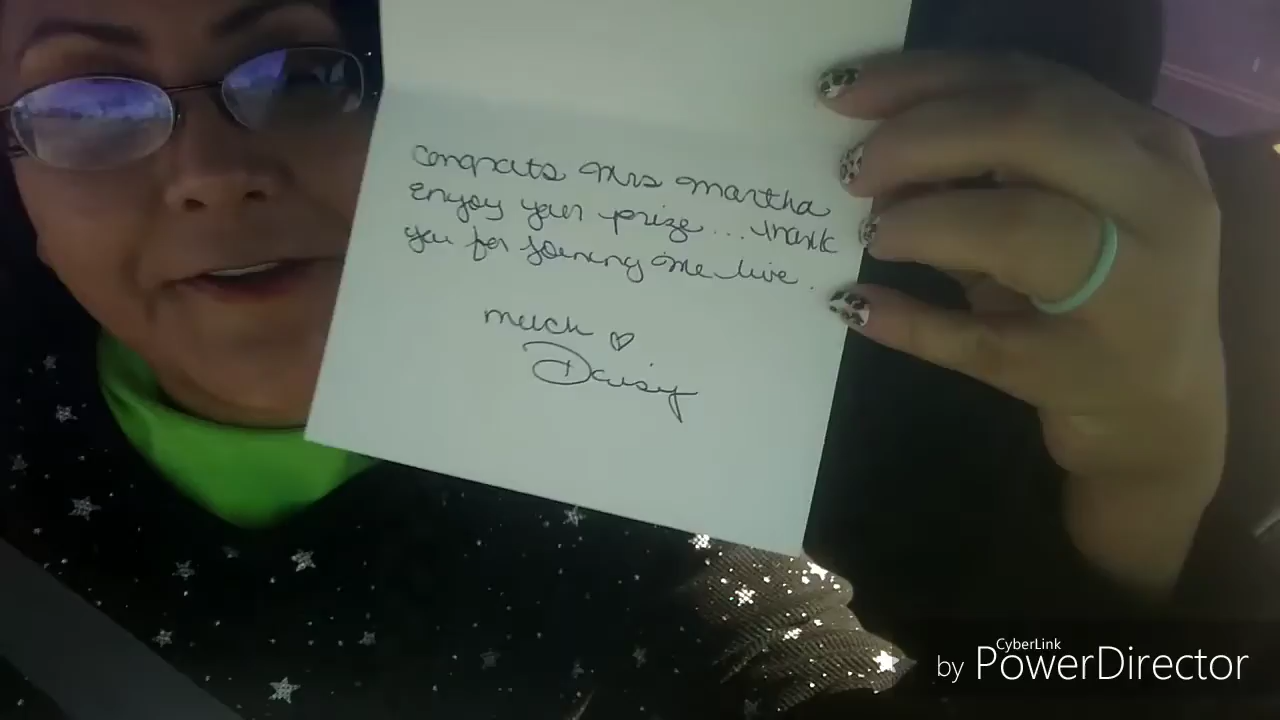 Congrats Mrs Martha
Enjoy your prize... Thank
you for joining me live.
much ♡
Daisy
CyberLink
by PowerDirector